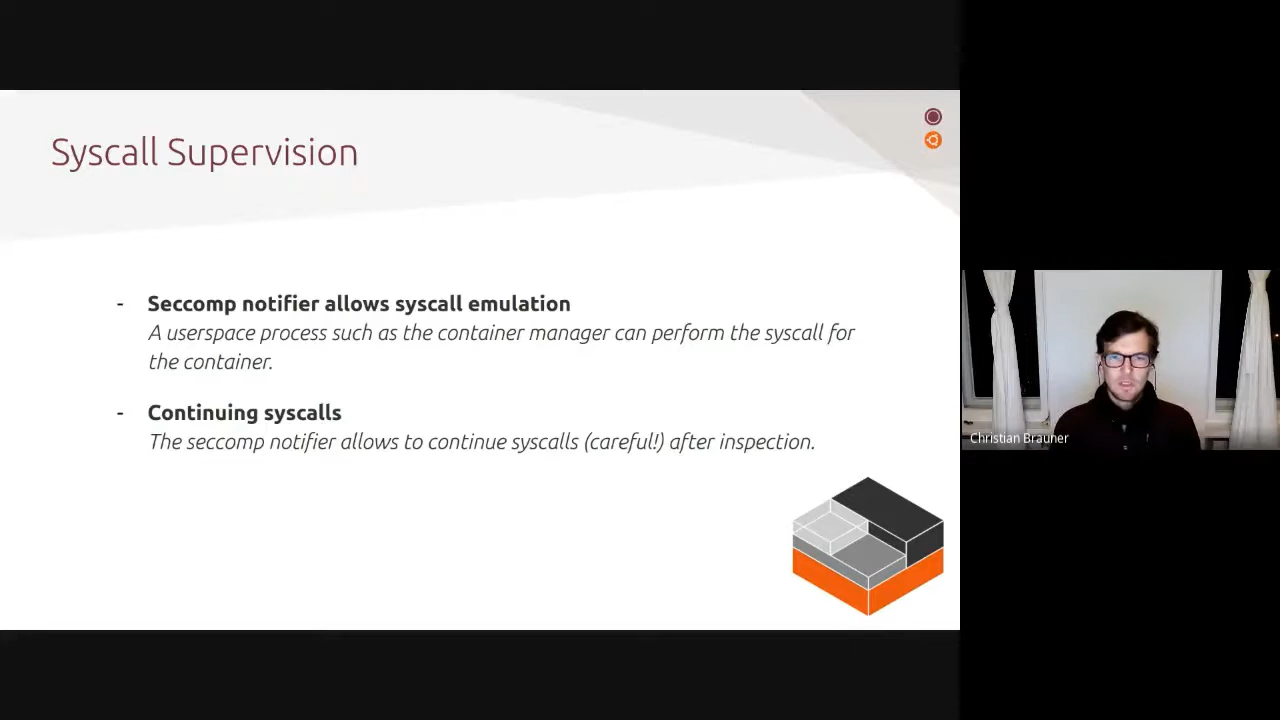 Syscall Supervision
- Seccomp notifier allows syscall emulation
A userspace process such as the container manager can perform the syscall for
the container.
- Continuing syscalls
The seccomp notifier allows to continue syscalls (careful!) after inspection.
Christian Brauner